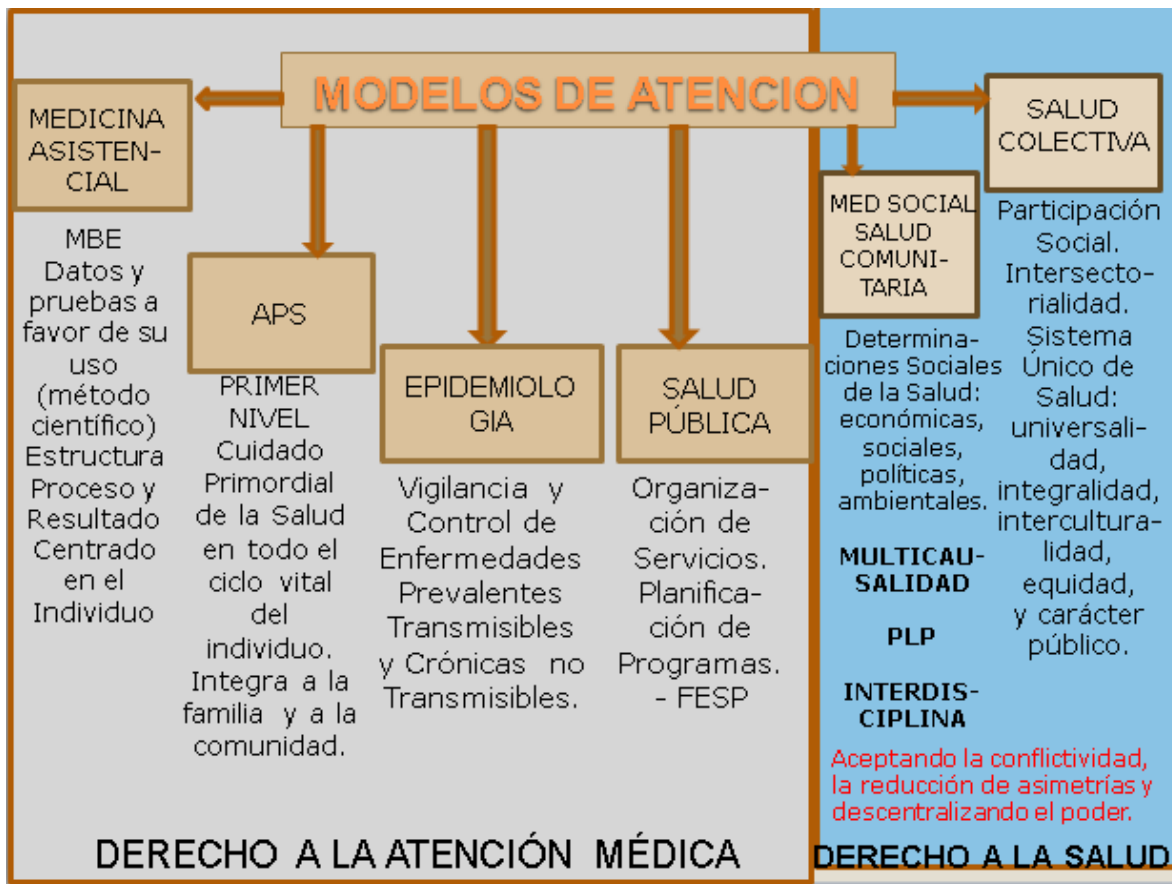 MODELOS DE ATENCION
MEDICINA
ASISTEN-
CIAL
MBE
Datos y
pruebas a
favor de su
uso
(método
científico)
Estructura
Proceso y
Resultado
Centrado
en el
Individuo
APS
PRIMER
NIVEL
Cuidado
Primordial
de la Salud
en todo el
ciclo vital
del
individuo.
Integra a la
familia y a la
comunidad.
EPIDEMIOLO
GIA
Vigilancia y
Control de
Enfermedades
Prevalentes
Transmisibles
y Crónicas no
Transmisibles.
SALUD
PÚBLICA
Organiza-
ción de
Servicios.
Planifica-
ción de
Programas.
- FESP
MED SOCIAL
SALUD
COMUNI-
TARIA
Determina-
ciones Sociales
de la Salud:
económicas,
sociales,
políticas,
ambientales.
MULTICAU-
SALIDAD
PLP
INTERDIS-
CIPLINA
SALUD
COLECTIVA
Participación
Social.
Intersecto-
rialidad.
Sistema
Único de
Salud:
universali-
dad,
integralidad,
intercultura-
lidad,
equidad,
y carácter
público.
Aceptando la conflictividad,
la reducción de asimetrías y
descentralizando el poder.
DERECHO A LA ATENCIÓN MÉDICA
DERECHO A LA SALUD